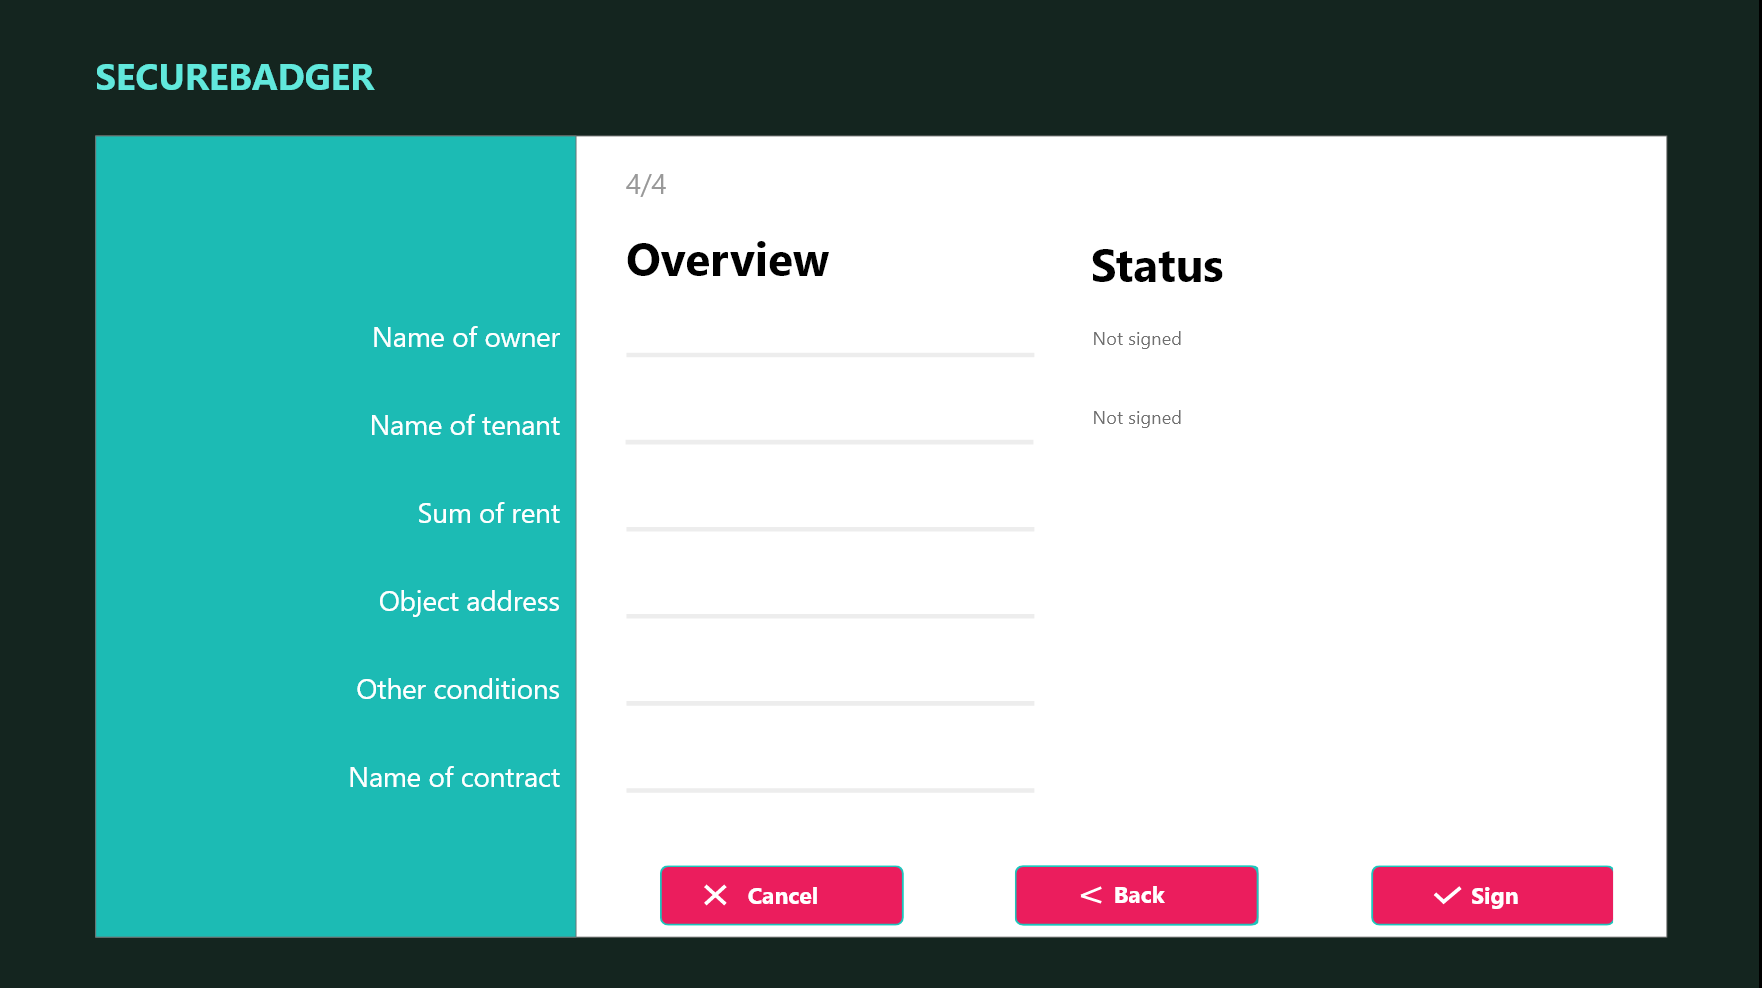 SECUREBADGER
4/4
Overview
Status
Name of owner
Not signed
Name of tenant
Not signed
Sum of rent
Object address
Other conditions
Name of contract
Cancel
< Back
Sign